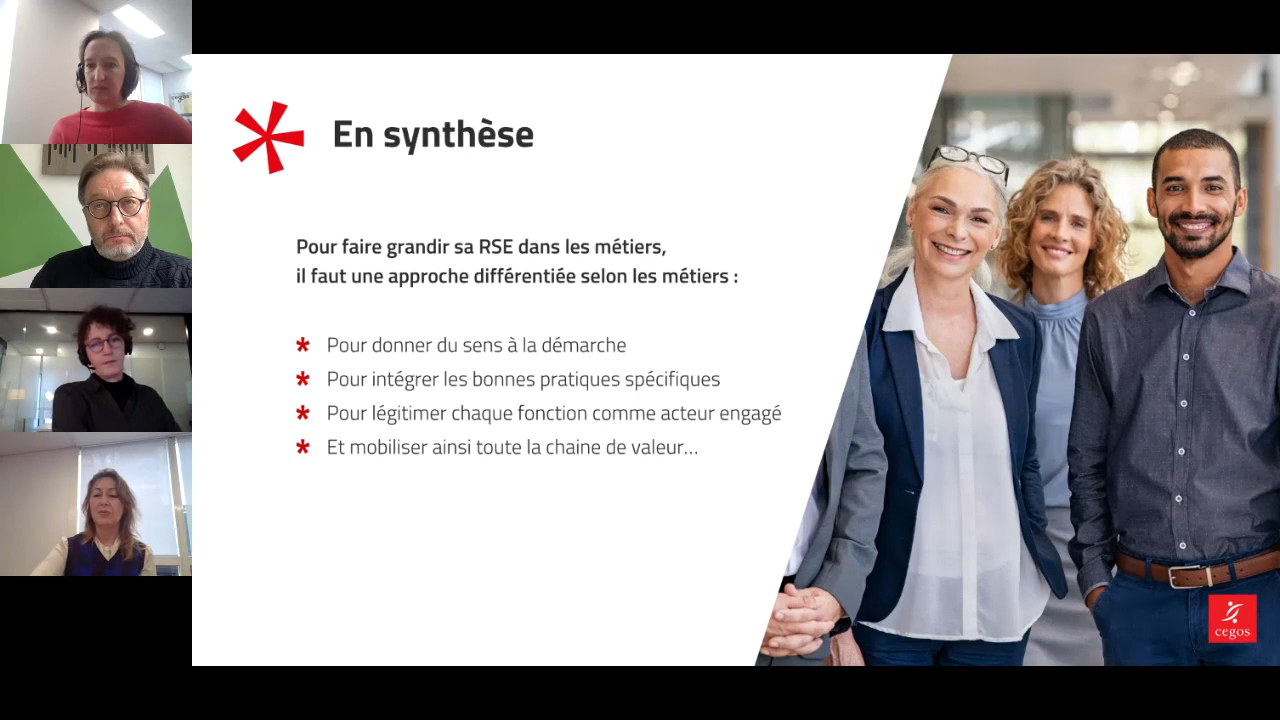 En synthèse
Pour faire grandir sa RSE dans les métiers,
il faut une approche différentiée selon les métiers :
* Pour donner du sens à la démarche
* Pour intégrer les bonnes pratiques spécifiques
* Pour légitimer chaque fonction comme acteur engagé
* Et mobiliser ainsi toute la chaine de valeur...
cegos
cegos